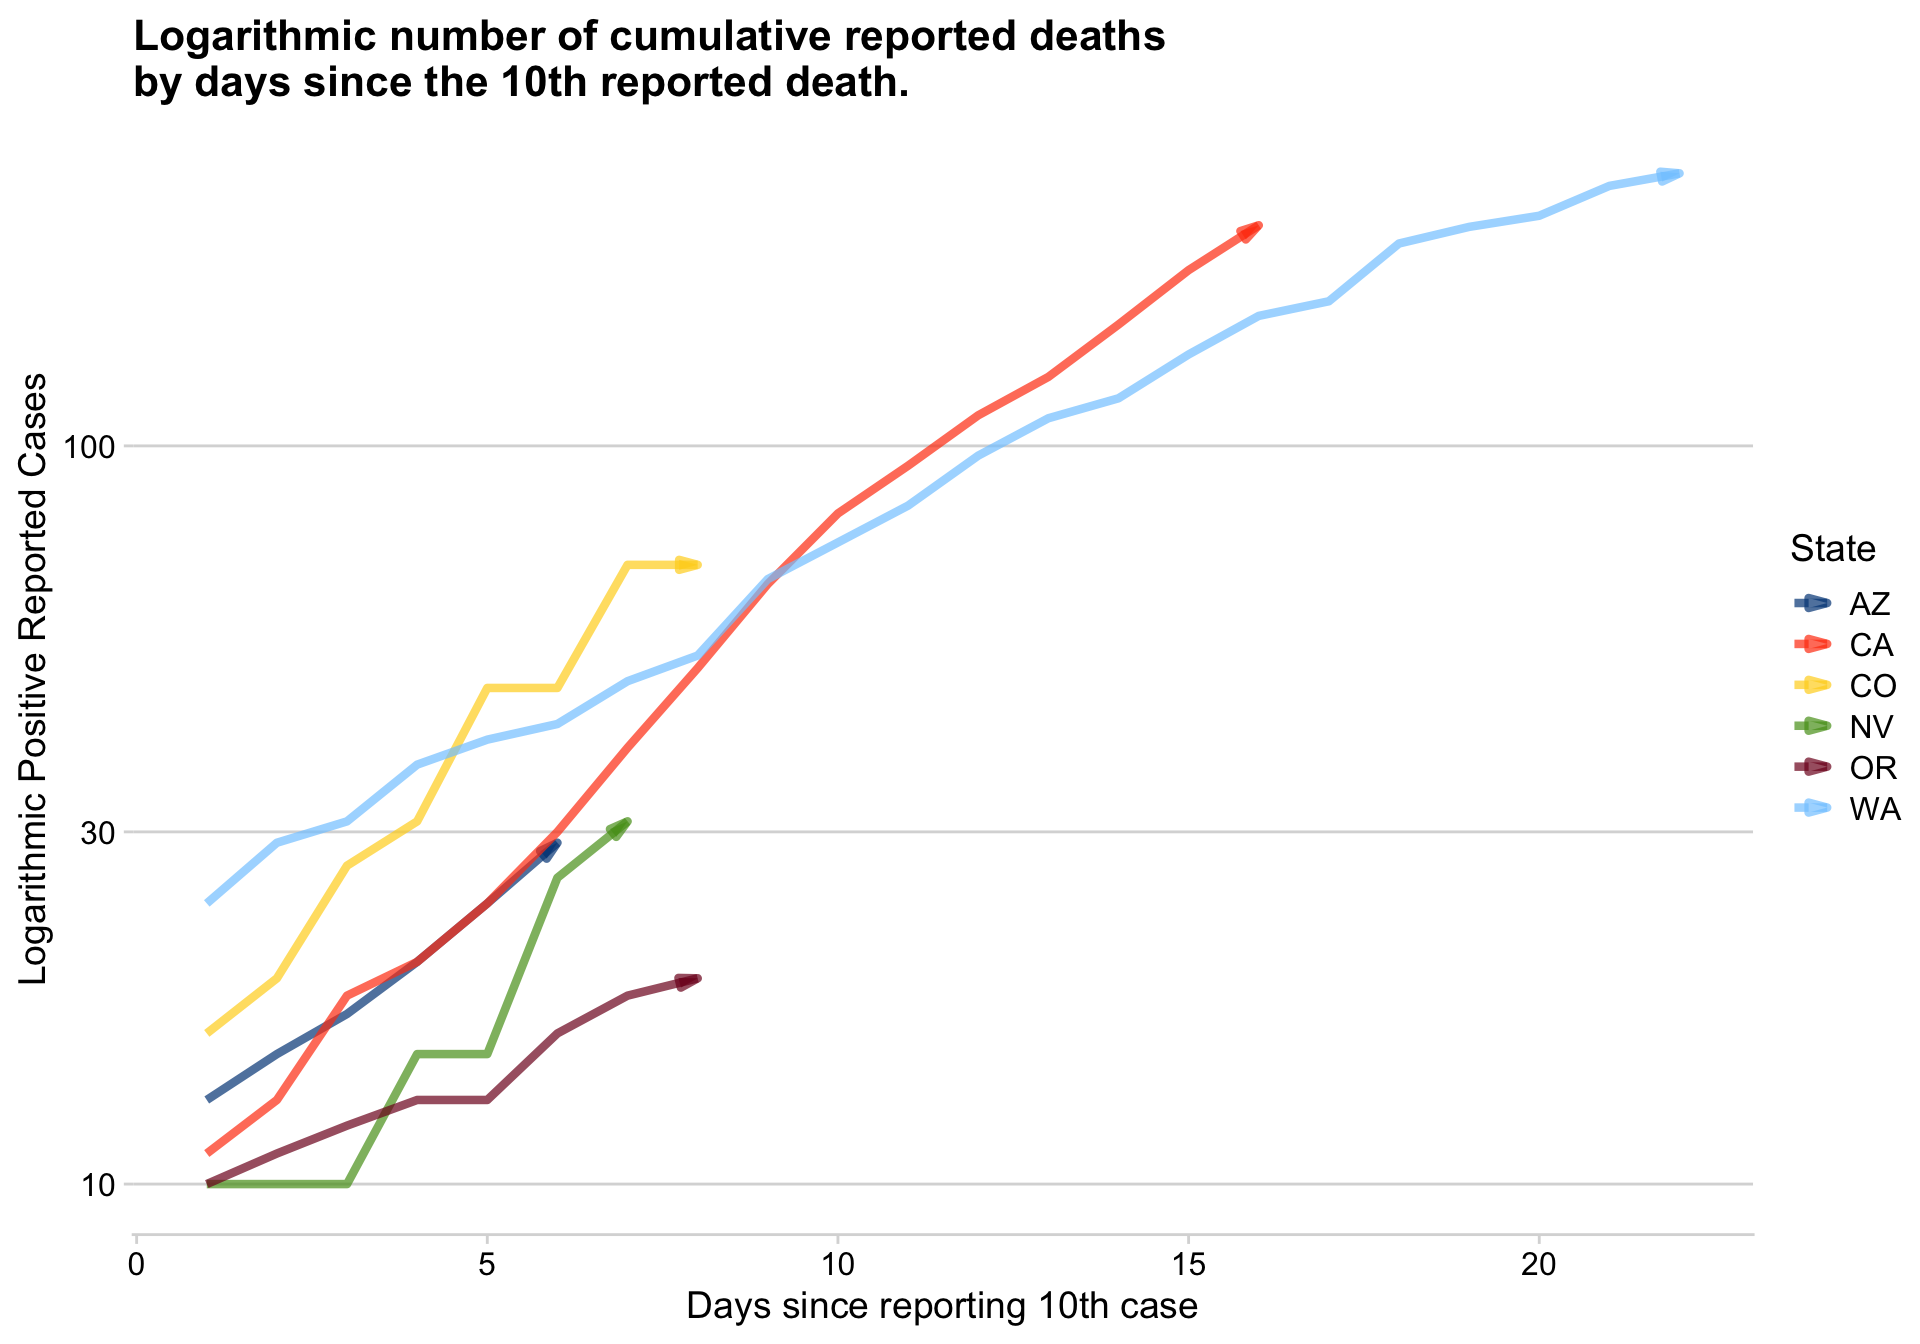 Logarithmic number of cumulative reported deaths
by days since the 10th reported death.
Logarithmic Positive Reported Cases
100
30
10
0
5
10
15
20
Days since reporting 10th case
State
AZ
CA
CO
NV
OR
WA